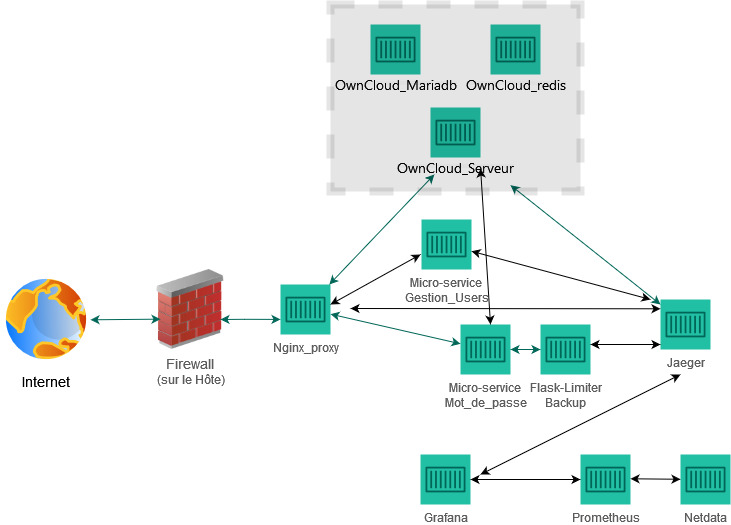 OwnCloud_Mariadb
OwnCloud_redis
OwnCloud_Serveur
Micro-service
Gestion_Users
Internet
Firewall
(sur le Hôte)
Nginx_proxy
Micro-service
Mot_de_passe
Flask-Limiter
Backup
Jaeger
Grafana
Prometheus
Netdata